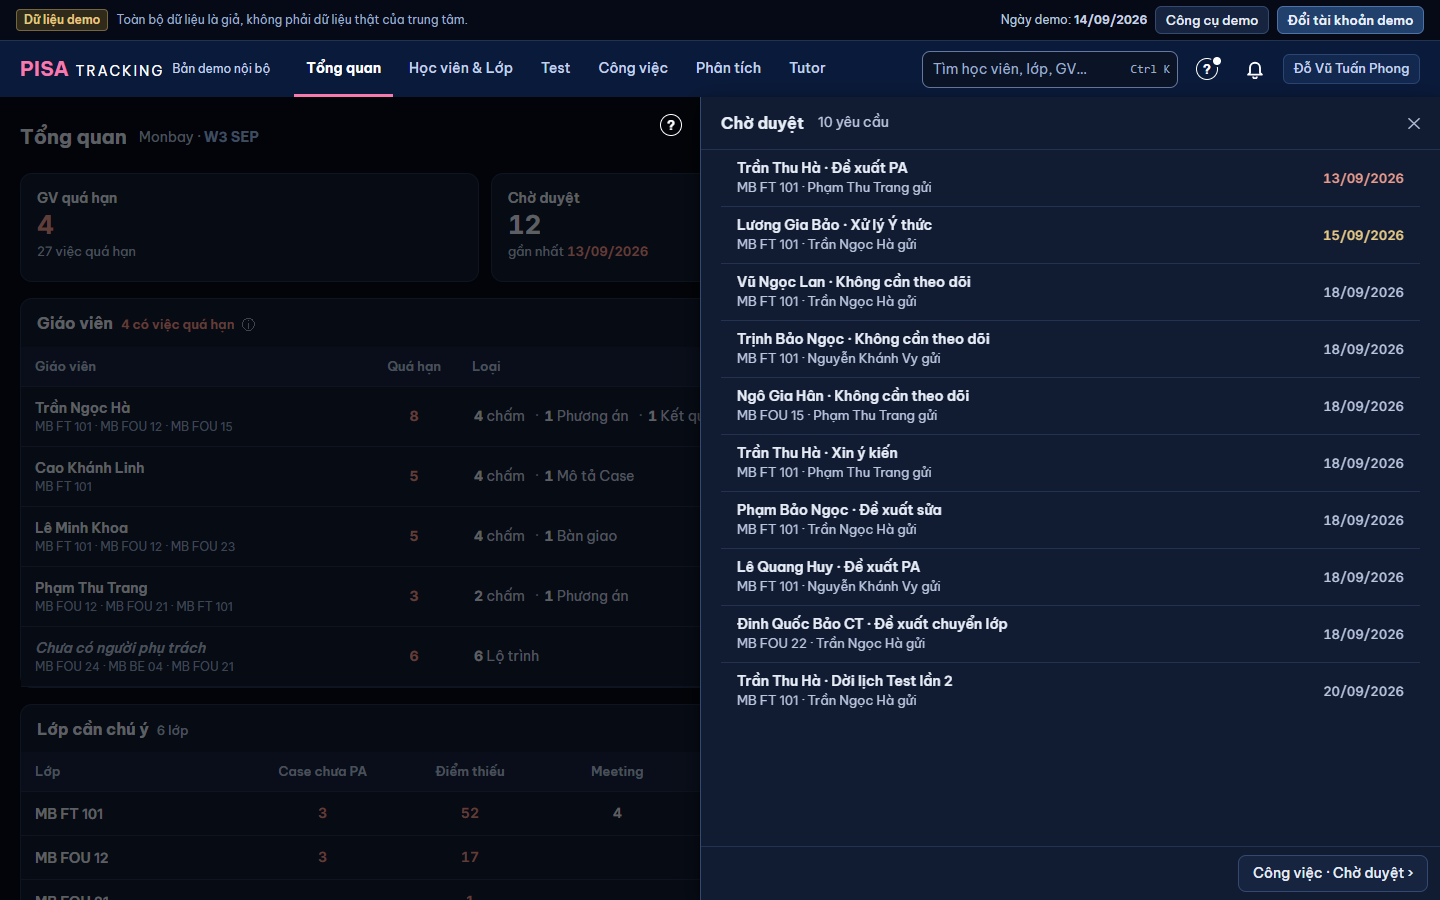 Dữ liệu demo Toàn bộ dữ liệu là giả, không phải dữ liệu thật của trung tâm. Ngày demo: 14/09/2026 Công cụ demo Đổi tài khoản demo
PISA TRACKING Bản demo nội bộ Tổng quan Học viên & Lớp Test Công việc Phân tích Tutor Tìm học viên, lớp, GV... Ctrl K ? Đỗ Vũ Tuấn Phong
Tổng quan Monbay · W3 SEP ?
GV quá hạn
4
27 việc quá hạn
Chờ duyệt
12
gần nhất 13/09/2026
Giáo viên 4 có việc quá hạn
Giáo viên Quá hạn Loại
Trần Ngọc Hà 8 4 chấm · 1 Phương án · 1 Kết
MB FT 101 · MB FOU 12 · MB FOU 15
Cao Khánh Linh 5 4 chấm · 1 Mô tả Case
MB FT 101
Lê Minh Khoa 5 4 chấm · 1 Bàn giao
MB FT 101 · MB FOU 12 · MB FOU 23
Phạm Thu Trang 3 2 chấm · 1 Phương án
MB FOU 12 · MB FOU 21 · MB FT 101
Chưa có người phụ trách 6 6 Lộ trình
MB FOU 24 · MB BE 04 · MB FOU 21
Lớp cần chú ý 6 lớp
Lớp Case chưa PA Điểm thiếu Meeting
MB FT 101 3 52 4
MB FOU 12 3 17
Chờ duyệt 10 yêu cầu
Trần Thu Hà · Đề xuất PA 13/09/2026
MB FT 101 · Phạm Thu Trang gửi
Lương Gia Bảo · Xử lý Ý thức 15/09/2026
MB FT 101 · Trần Ngọc Hà gửi
Vũ Ngọc Lan · Không cần theo dõi 18/09/2026
MB FT 101 · Trần Ngọc Hà gửi
Trịnh Bảo Ngọc · Không cần theo dõi 18/09/2026
MB FT 101 · Nguyễn Khánh Vy gửi
Ngô Gia Hân · Không cần theo dõi 18/09/2026
MB FOU 15 · Phạm Thu Trang gửi
Trần Thu Hà · Xin ý kiến 18/09/2026
MB FT 101 · Phạm Thu Trang gửi
Phạm Bảo Ngọc · Đề xuất sửa 18/09/2026
MB FT 101 · Trần Ngọc Hà gửi
Lê Quang Huy · Đề xuất PA 18/09/2026
MB FT 101 · Nguyễn Khánh Vy gửi
Đinh Quốc Bảo CT · Đề xuất chuyển lớp 18/09/2026
MB FOU 22 · Trần Ngọc Hà gửi
Trần Thu Hà · Dời lịch Test lần 2 20/09/2026
MB FT 101 · Trần Ngọc Hà gửi
Công việc · Chờ duyệt ›